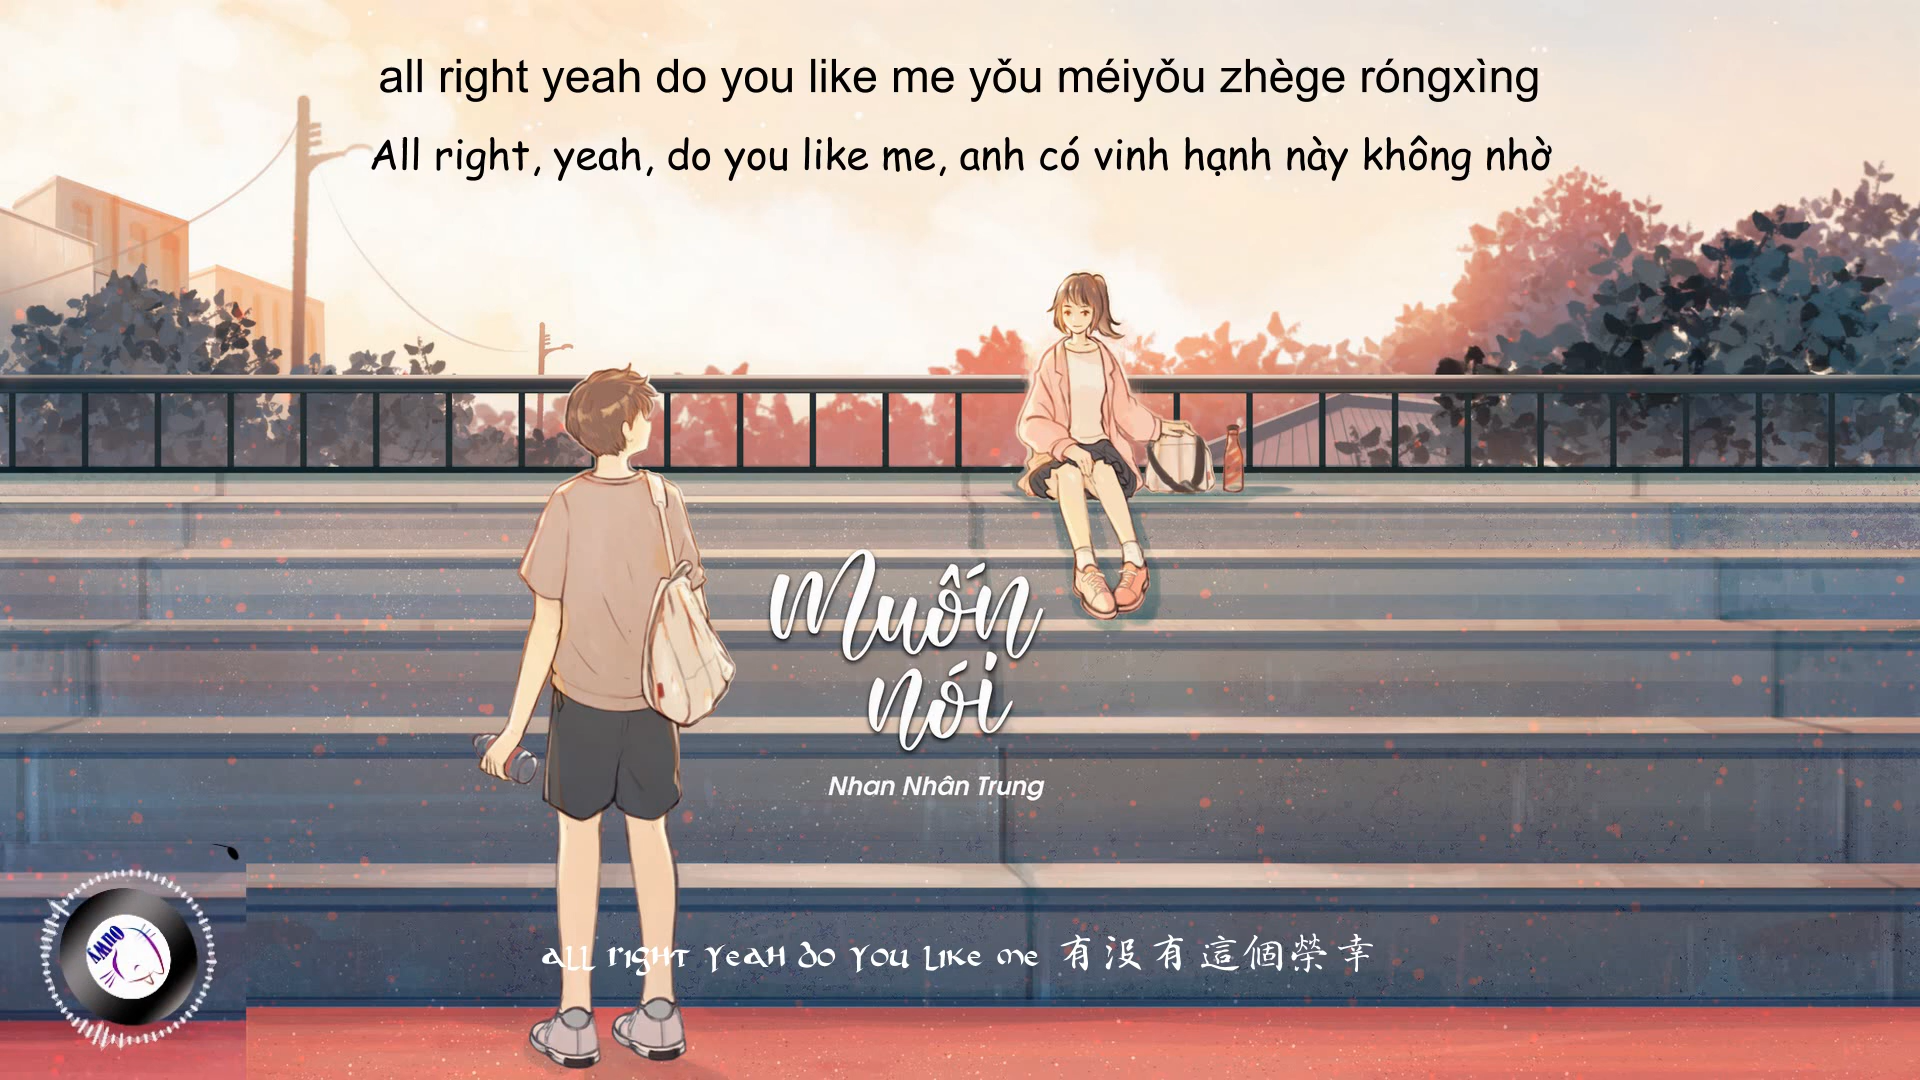 all right yeah do you like me yǒu méiyǒu zhège róngxìng
All right, yeah, do you like me, anh có vinh hạnh này không nhờ
Muốn
nói
Nhan Nhân Trung
all right yeah do you like me 有沒有這個榮幸